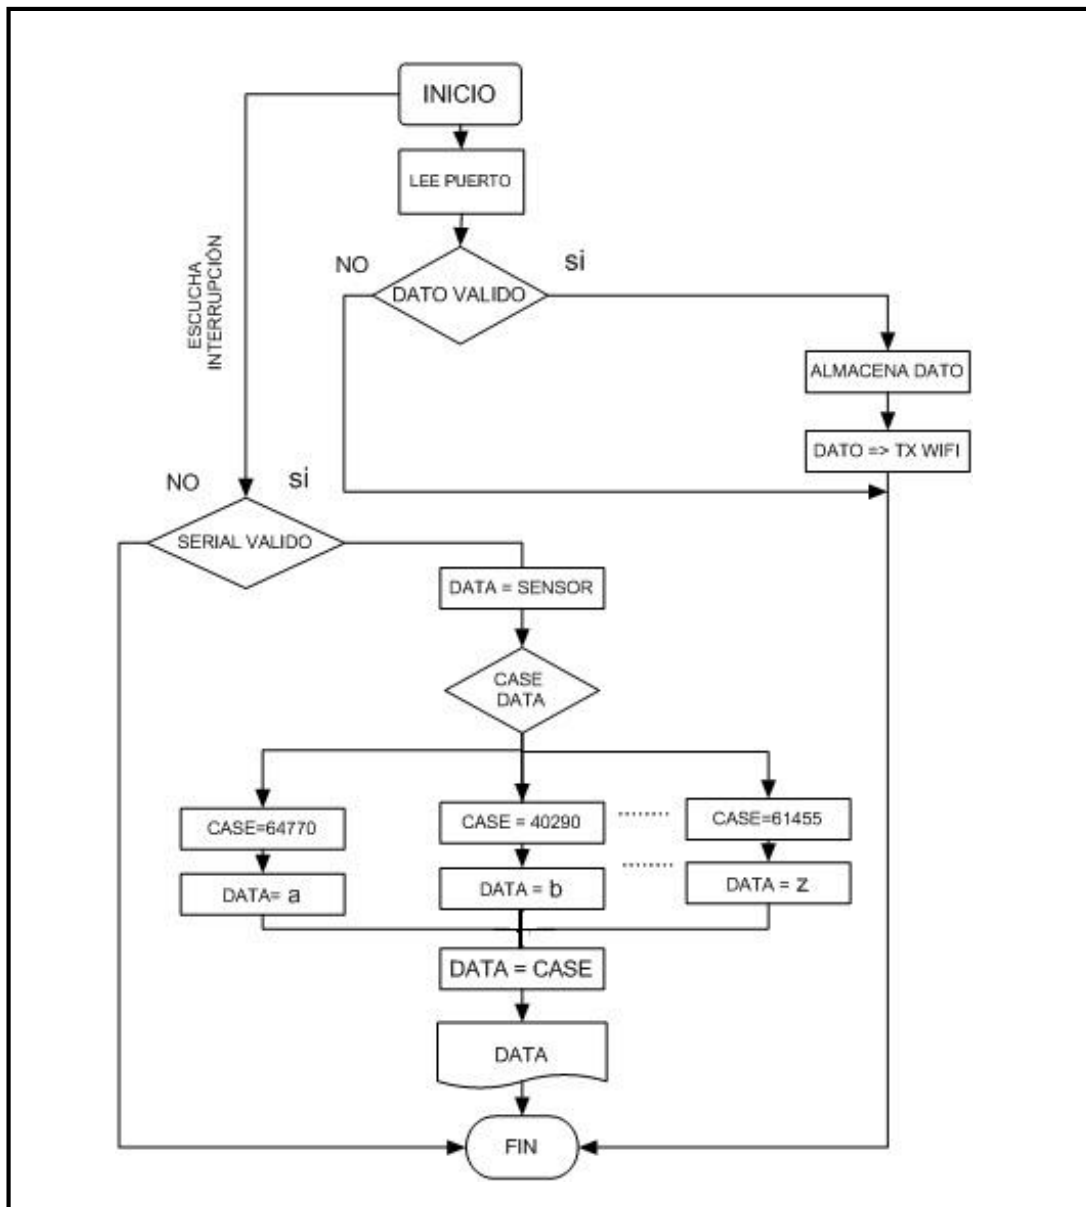 INICIO
LEE PUERTO
NO
si
DATO VALIDO
ESCUCHA
INTERRUPCIÓN
ALMACENA DATO
DATO => TX WIFI
NO
si
SERIAL VALIDO
DATA = SENSOR
CASE
DATA
CASE=64770
CASE = 40290
........
CASE=61455
DATA= a
DATA = b
........
DATA = z
DATA = CASE
DATA
FIN